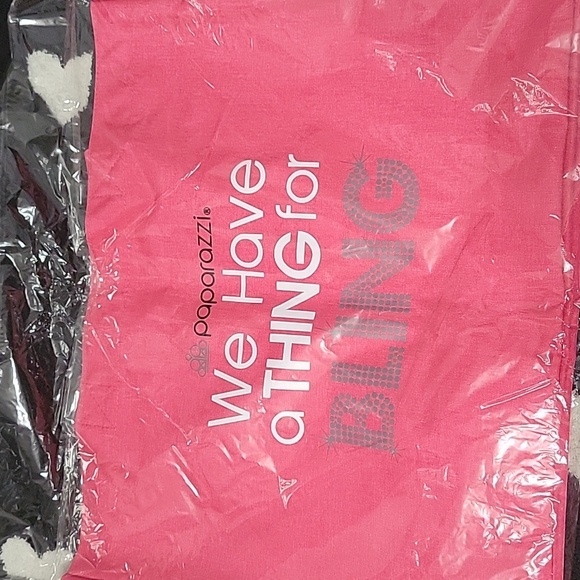 paparazzi®
We Have
a THING for
BLING